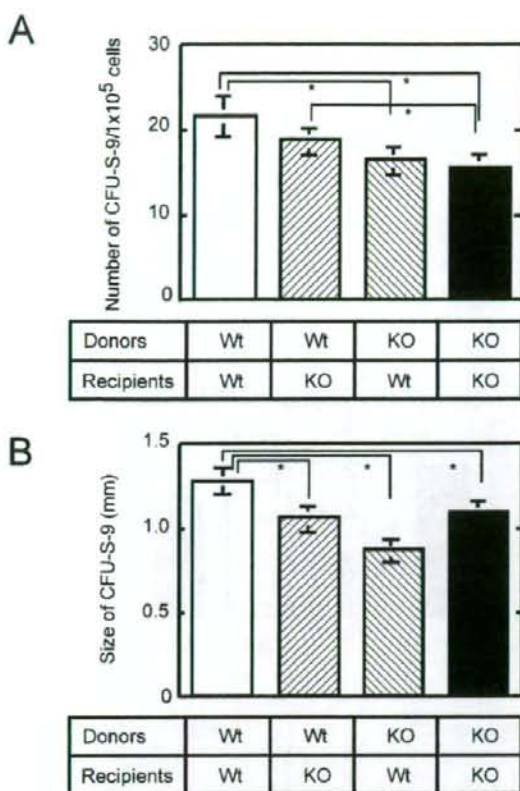 A
Number of CFU-S-9/1x10⁵ cells
30
20
10
0
* *
*
Donors Wt Wt KO KO
Recipients Wt KO Wt KO
B
Size of CFU-S-9 (mm)
1.5
1.0
0.5
0
* * *
Donors Wt Wt KO KO
Recipients Wt KO Wt KO